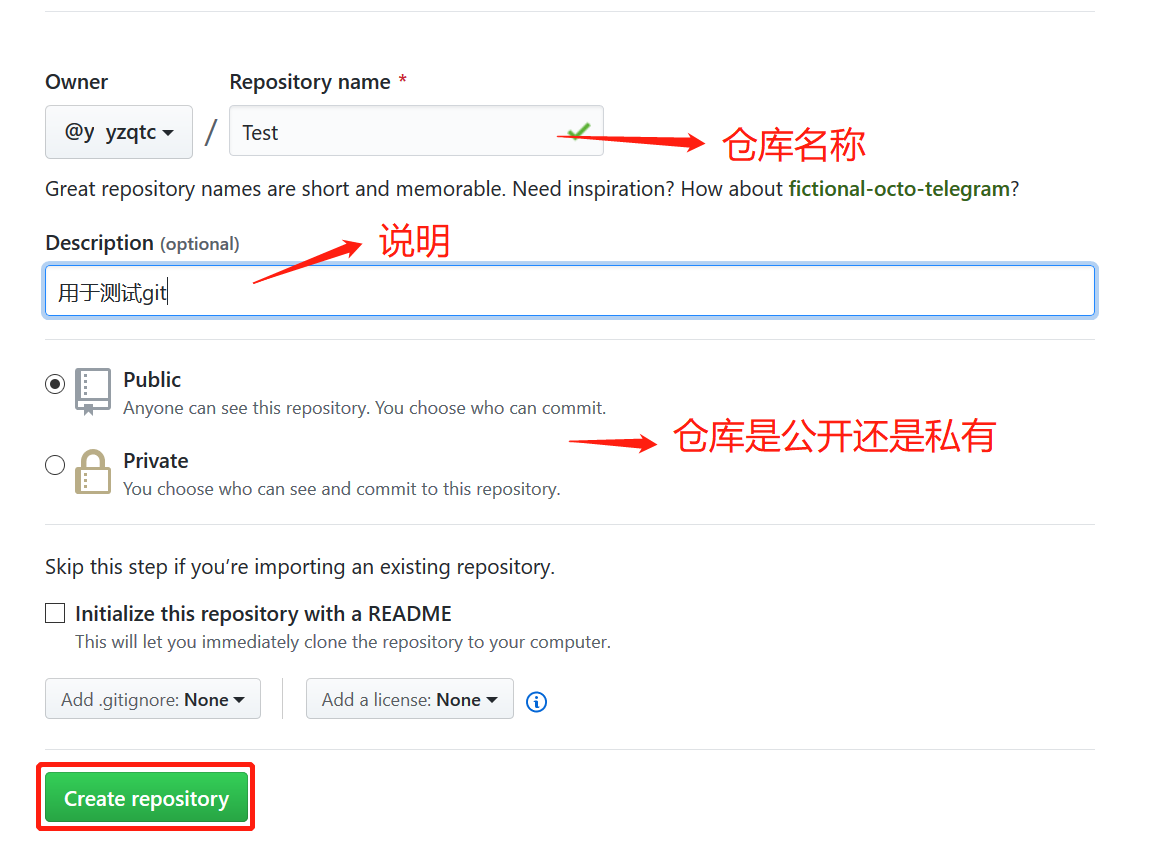 Owner
Repository name *
@y yzqtc
/
Test
仓库名称
Great repository names are short and memorable. Need inspiration? How about fictional-octo-telegram?
说明
Description (optional)
用于测试git
Public
Anyone can see this repository. You choose who can commit.
仓库是公开还是私有
Private
You choose who can see and commit to this repository.
Skip this step if you’re importing an existing repository.
Initialize this repository with a README
This will let you immediately clone the repository to your computer.
Add .gitignore: None
Add a license: None
Create repository